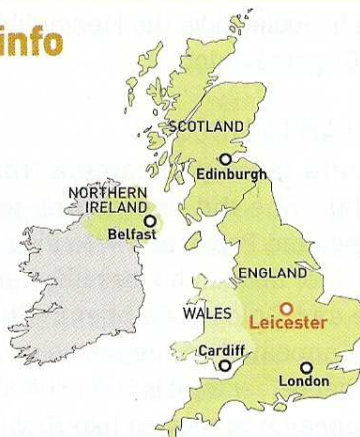 info
SCOTLAND
Edinburgh
NORTHERN
IRELAND
Belfast
ENGLAND
WALES
Leicester
Cardiff
London